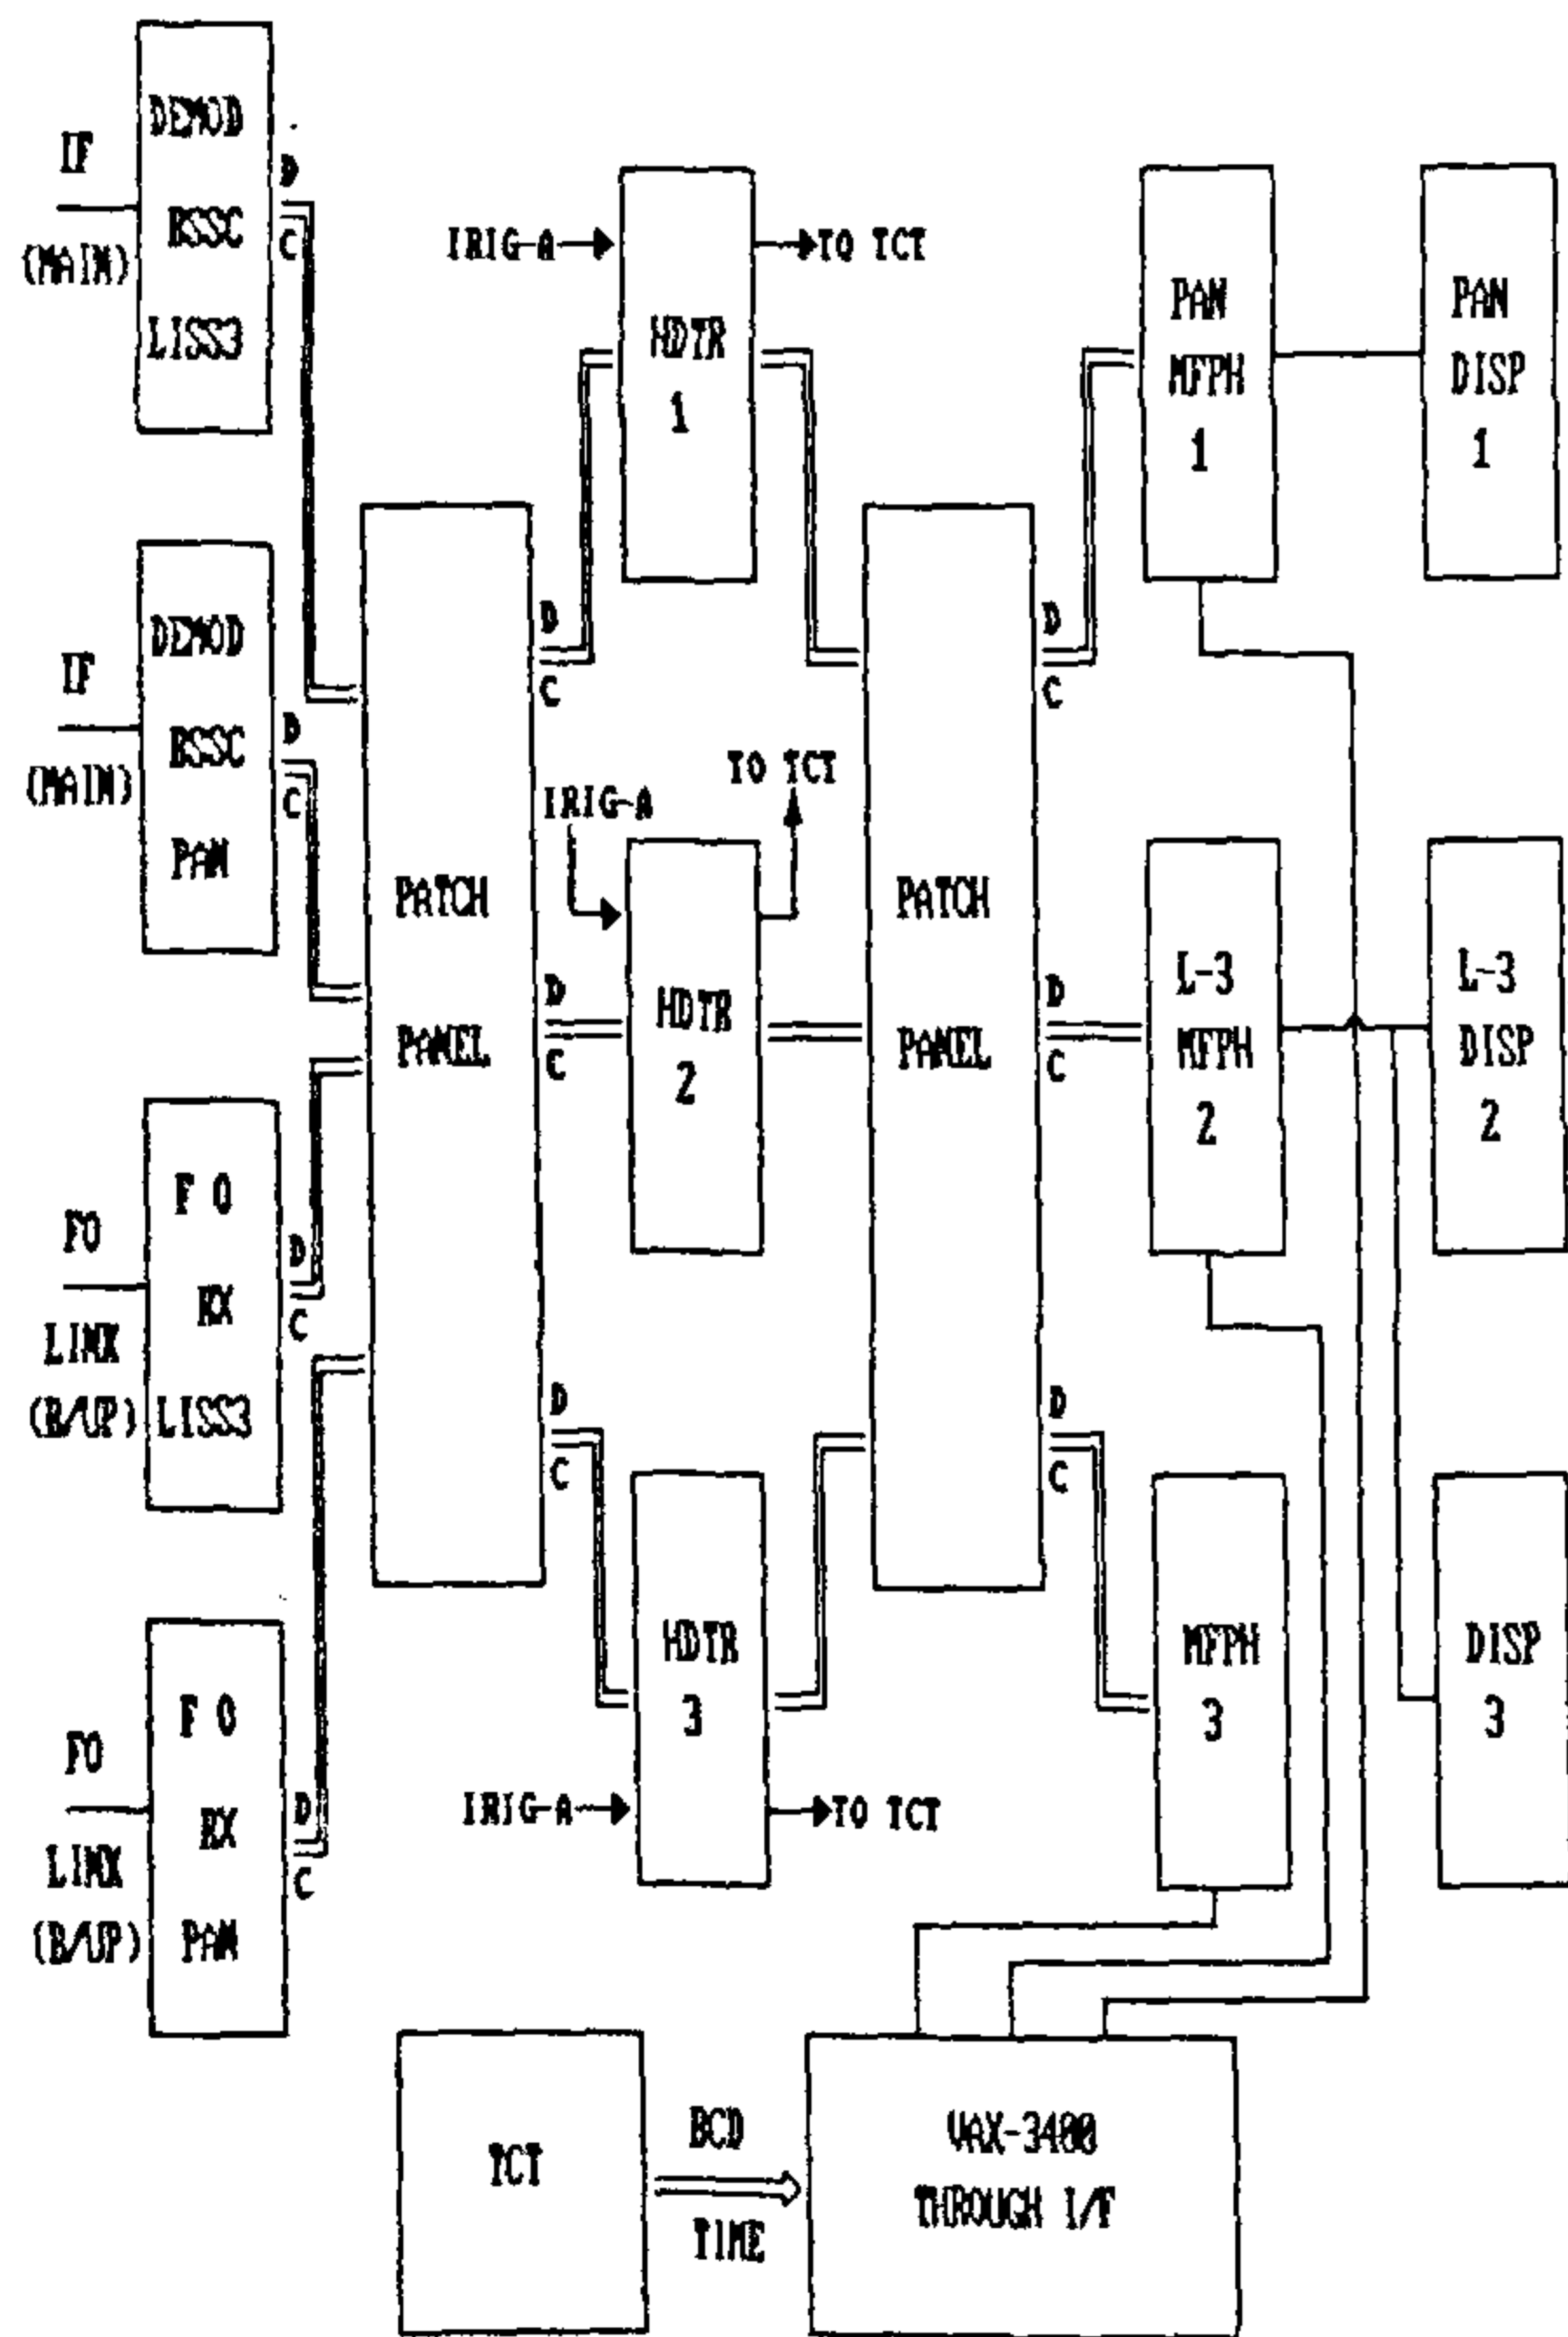 DEMOD
BSSC
LISS3
IF
(MAIN)
D
C
DEMOD
BSSC
PAN
IF
(MAIN)
D
C
F O
RX
LISS3
FO
LINK
(B/UP)
D
C
F O
RX
PAN
FO
LINK
(B/UP)
D
C
PATCH
PANEL
D
C
D
C
D
C
IRIG-A
TO TCT
HDTR
1
IRIG-A
TO TCT
HDTR
2
HDTR
3
IRIG-A
TO TCT
PATCH
PANEL
D
C
D
C
D
C
PAN
MFPH
1
PAN
DISP
1
L-3
MFPH
2
L-3
DISP
2
MFPH
3
DISP
3
TCT
BCD
TIME
VAX-3400
THROUGH I/F